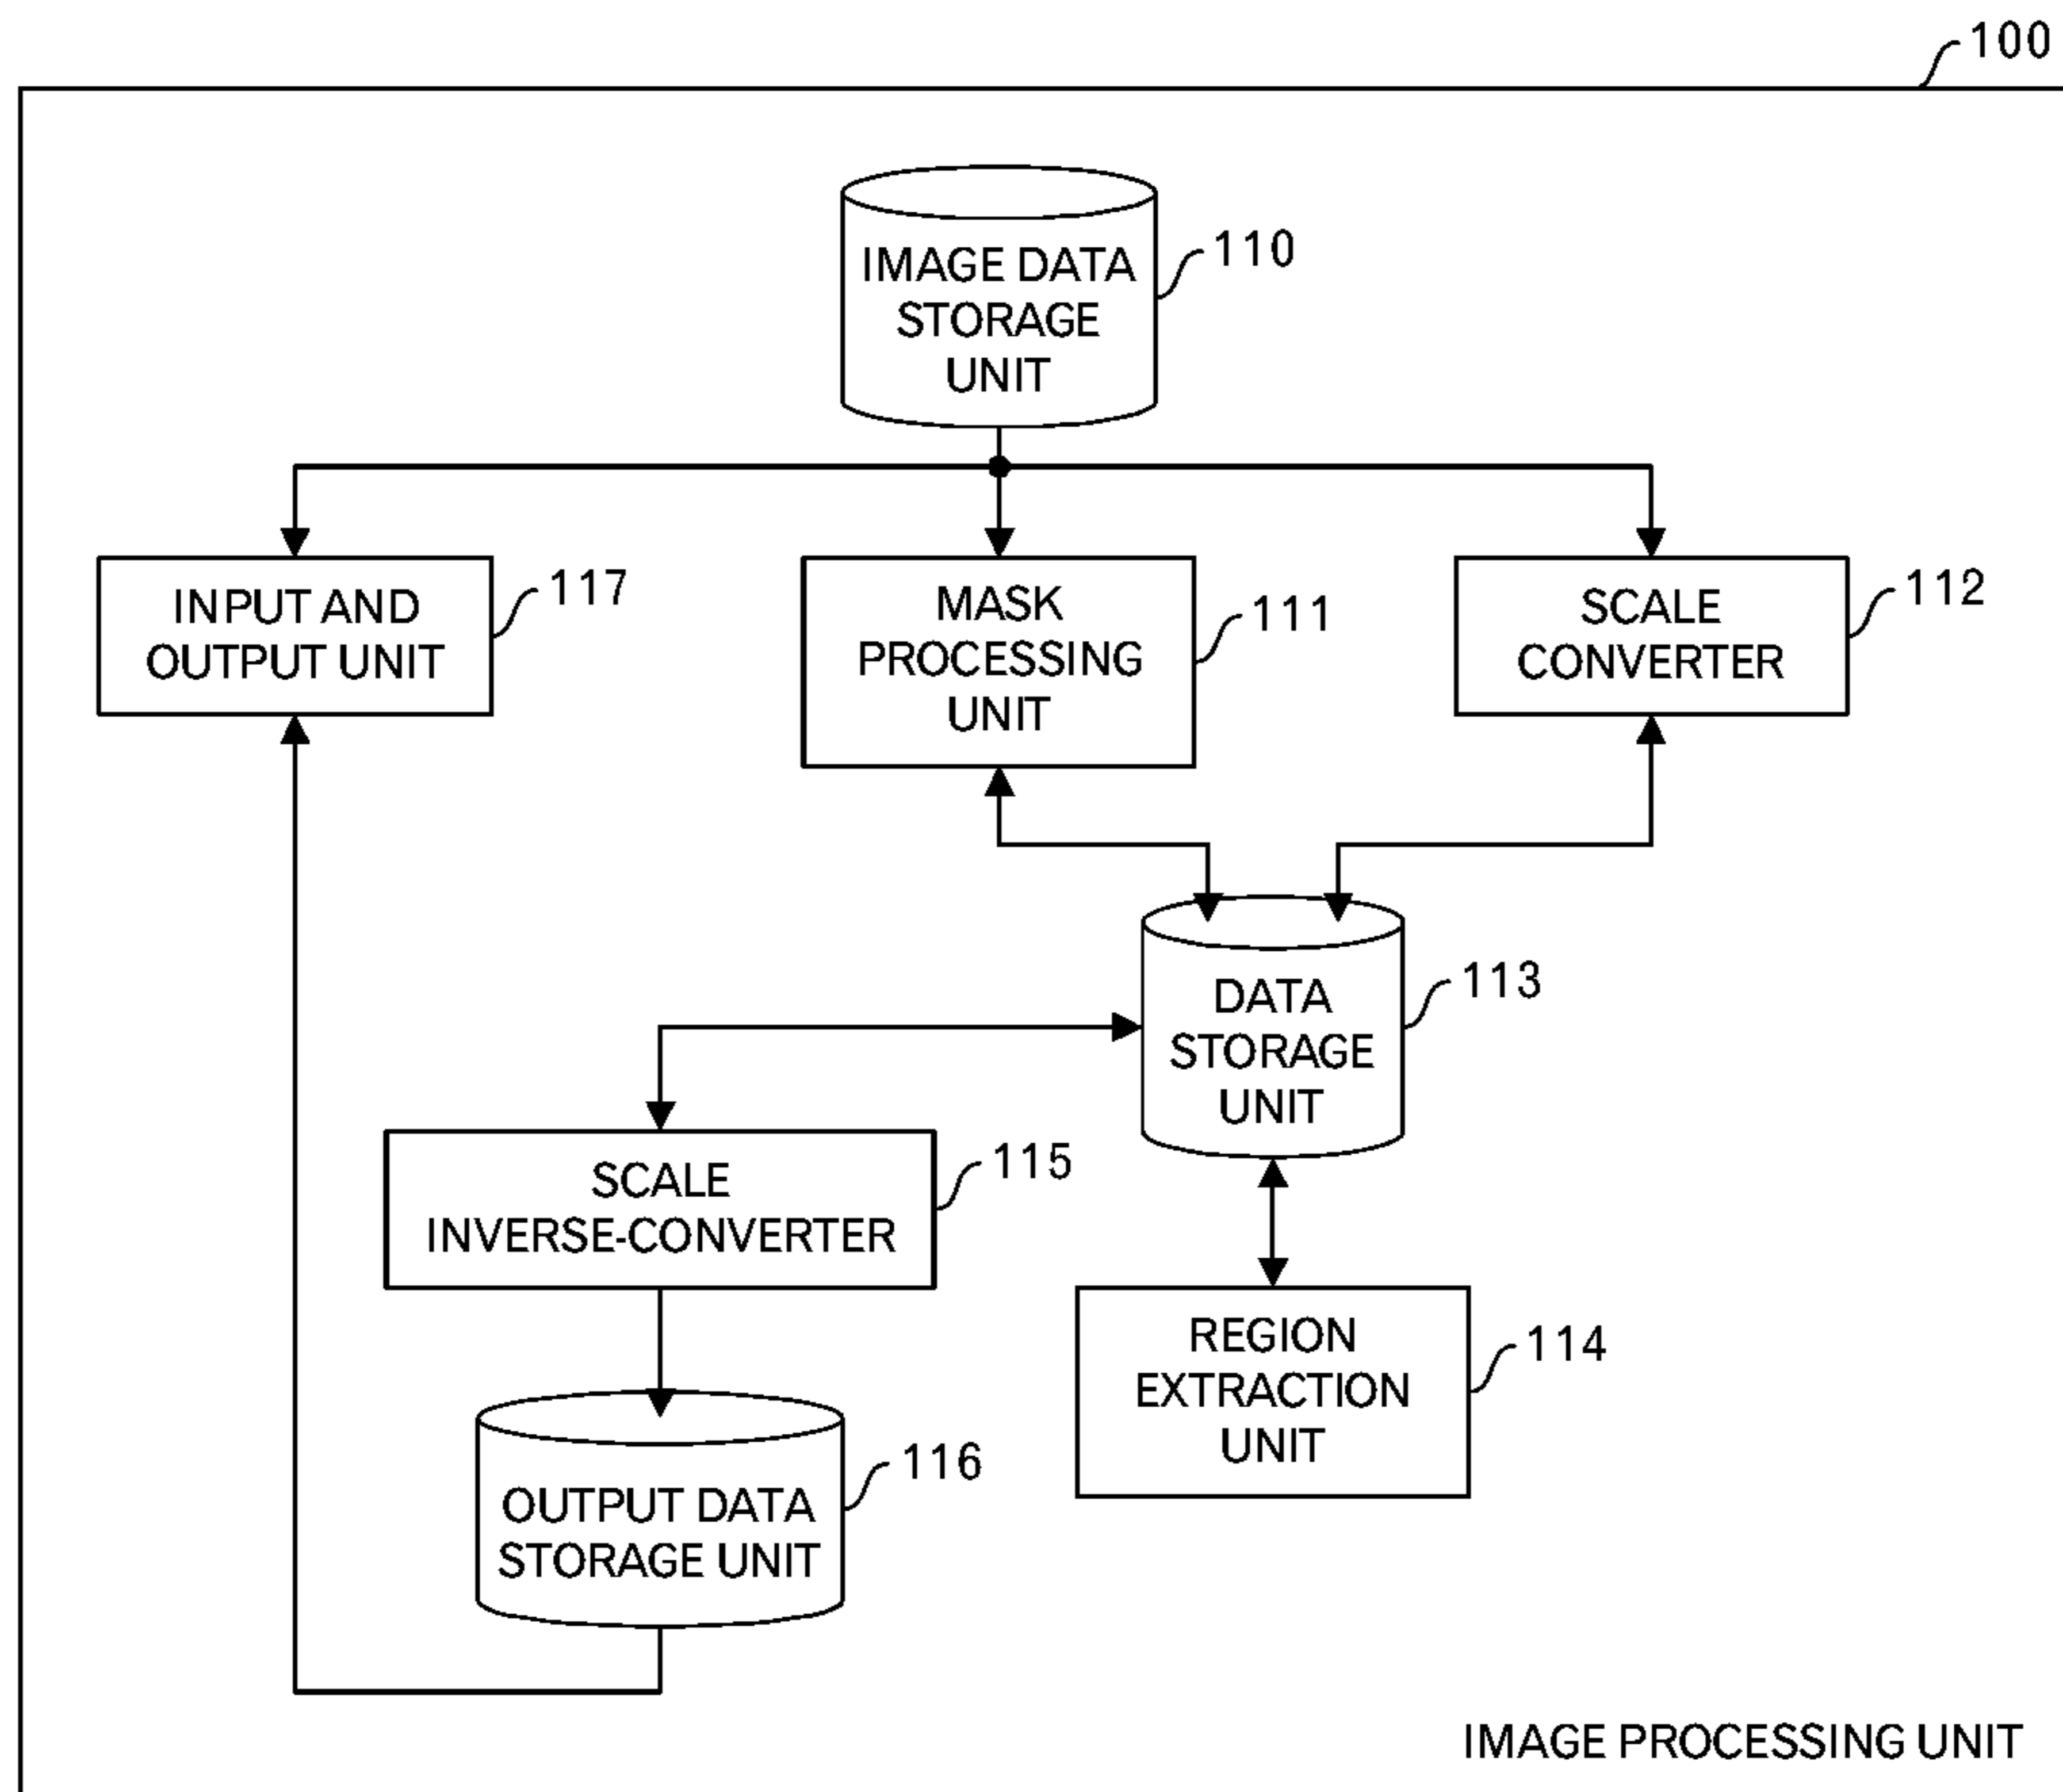 100
IMAGE DATA
STORAGE
UNIT
110
INPUT AND
OUTPUT UNIT
117
MASK
PROCESSING
UNIT
111
SCALE
CONVERTER
112
DATA
STORAGE
UNIT
113
SCALE
INVERSE-CONVERTER
115
REGION
EXTRACTION
UNIT
114
OUTPUT DATA
STORAGE UNIT
116
IMAGE PROCESSING UNIT